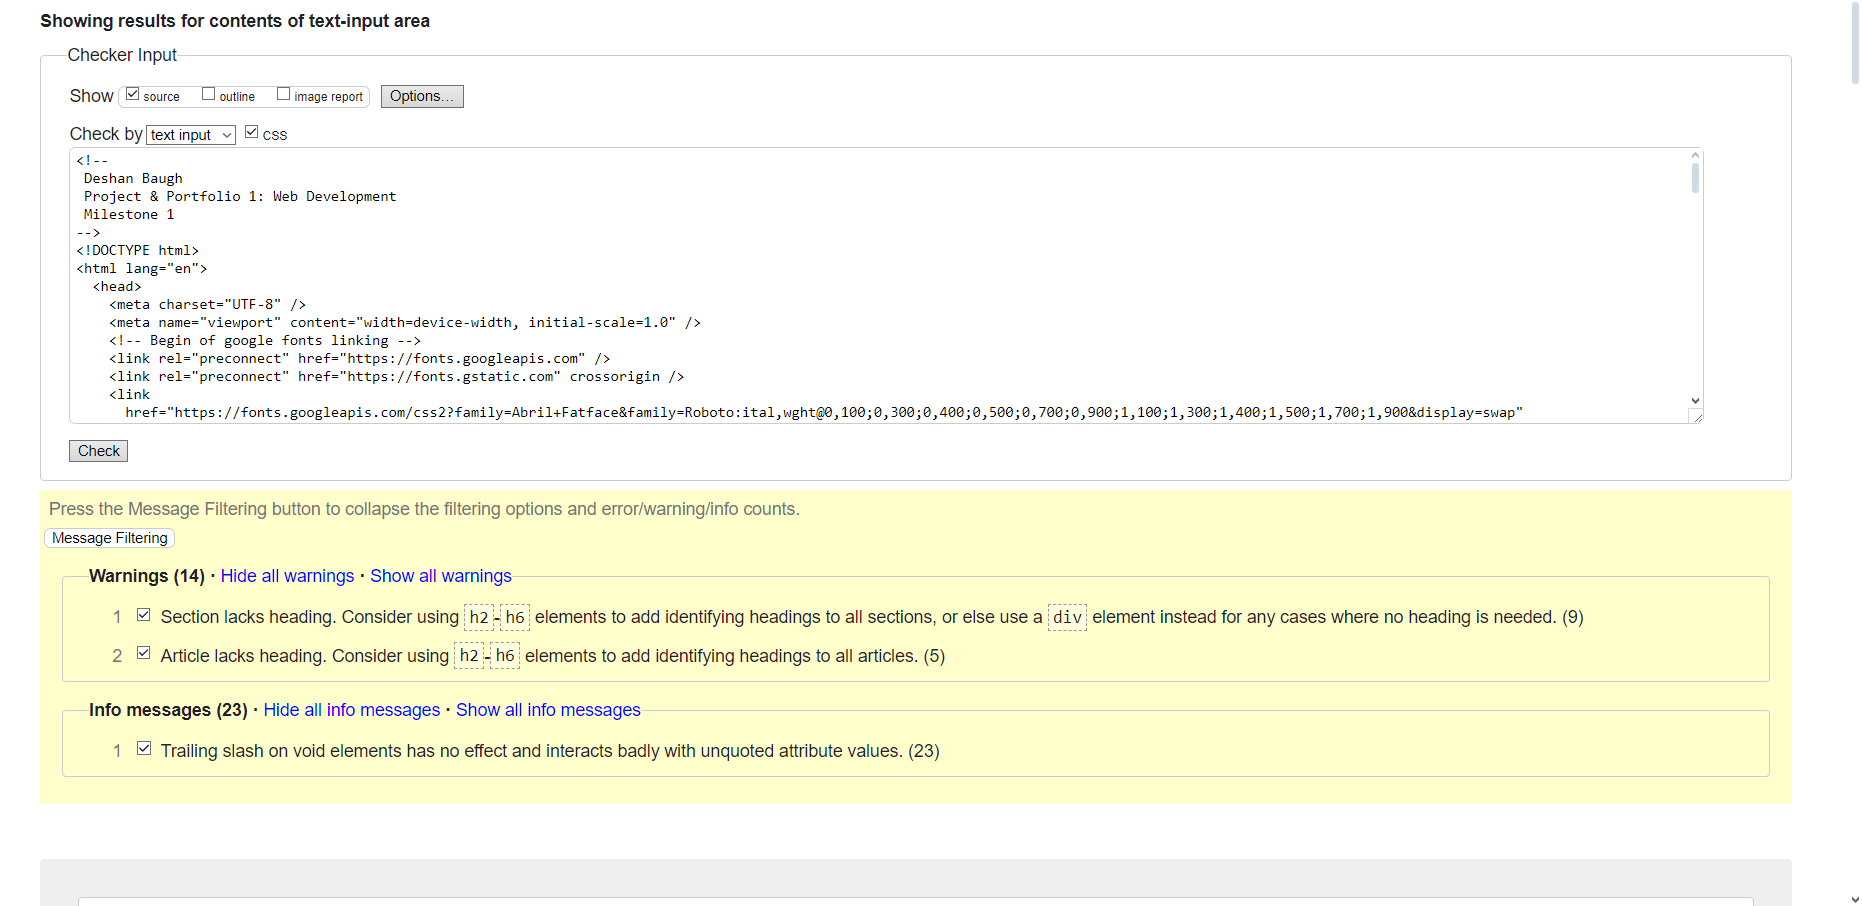 Showing results for contents of text-input area
Checker Input
Show source outline image report Options...
Check by text input css
<!--
Deshan Baugh
Project & Portfolio 1: Web Development
Milestone 1
-->
<!DOCTYPE html>
<html lang="en">
<head>
<meta charset="UTF-8" />
<meta name="viewport" content="width=device-width, initial-scale=1.0" />
<!-- Begin of google fonts linking -->
<link rel="preconnect" href="https://fonts.googleapis.com" />
<link rel="preconnect" href="https://fonts.gstatic.com" crossorigin />
<link
href="https://fonts.googleapis.com/css2?family=Abril+Fatface&family=Roboto:ital,wght@0,100;0,300;0,400;0,500;0,700;0,900;1,100;1,300;1,400;1,500;1,700;1,900&display=swap"
Check
Press the Message Filtering button to collapse the filtering options and error/warning/info counts.
Message Filtering
Warnings (14) · Hide all warnings · Show all warnings
1 Section lacks heading. Consider using h2-h6 elements to add identifying headings to all sections, or else use a div element instead for any cases where no heading is needed. (9)
2 Article lacks heading. Consider using h2-h6 elements to add identifying headings to all articles. (5)
Info messages (23) · Hide all info messages · Show all info messages
1 Trailing slash on void elements has no effect and interacts badly with unquoted attribute values. (23)